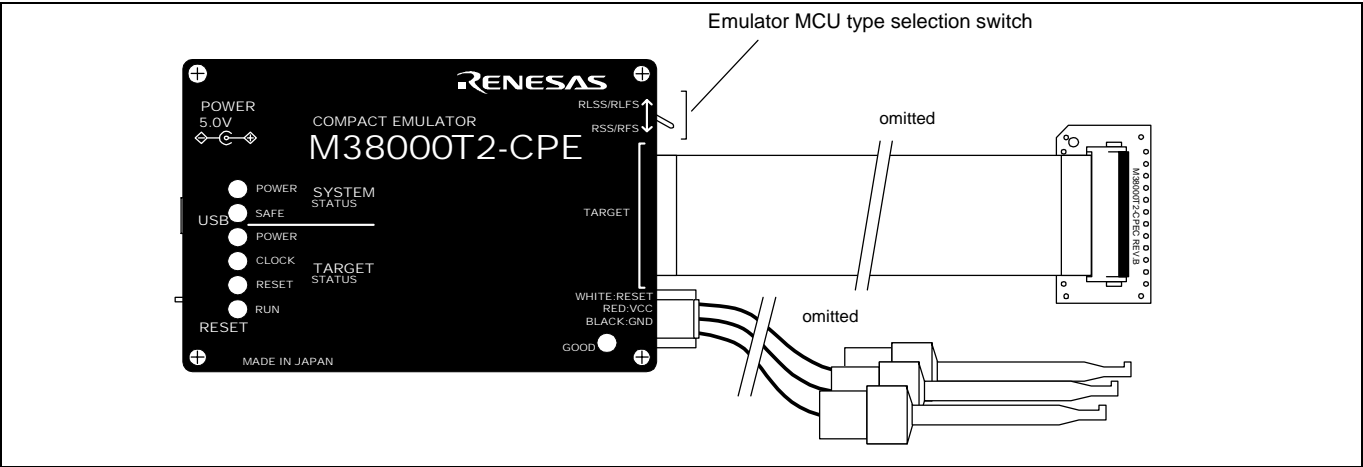 Emulator MCU type selection switch
RENESAS
POWER
5.0V
RLSS/RLFS
RSS/RFS
COMPACT EMULATOR
M38000T2-CPE
omitted
POWER
SYSTEM
STATUS
USB
SAFE
TARGET
POWER
CLOCK
TARGET
STATUS
RESET
RUN
RESET
WHITE:RESET
RED:VCC
BLACK:GND
GOOD
MADE IN JAPAN
omitted
M38000T2-CPEC REV.B